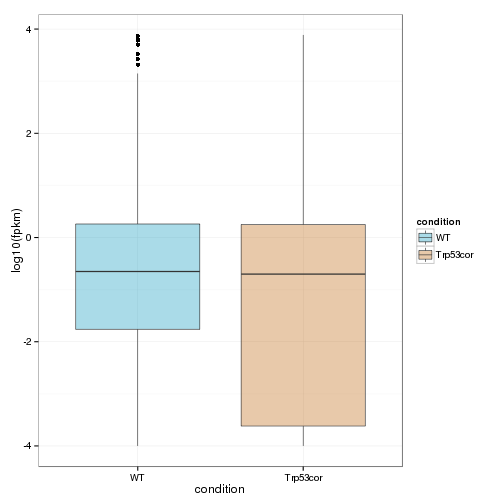 4
2
0
-2
-4
log10(fpkm)
WT
Trp53cor
condition
condition
WT
Trp53cor